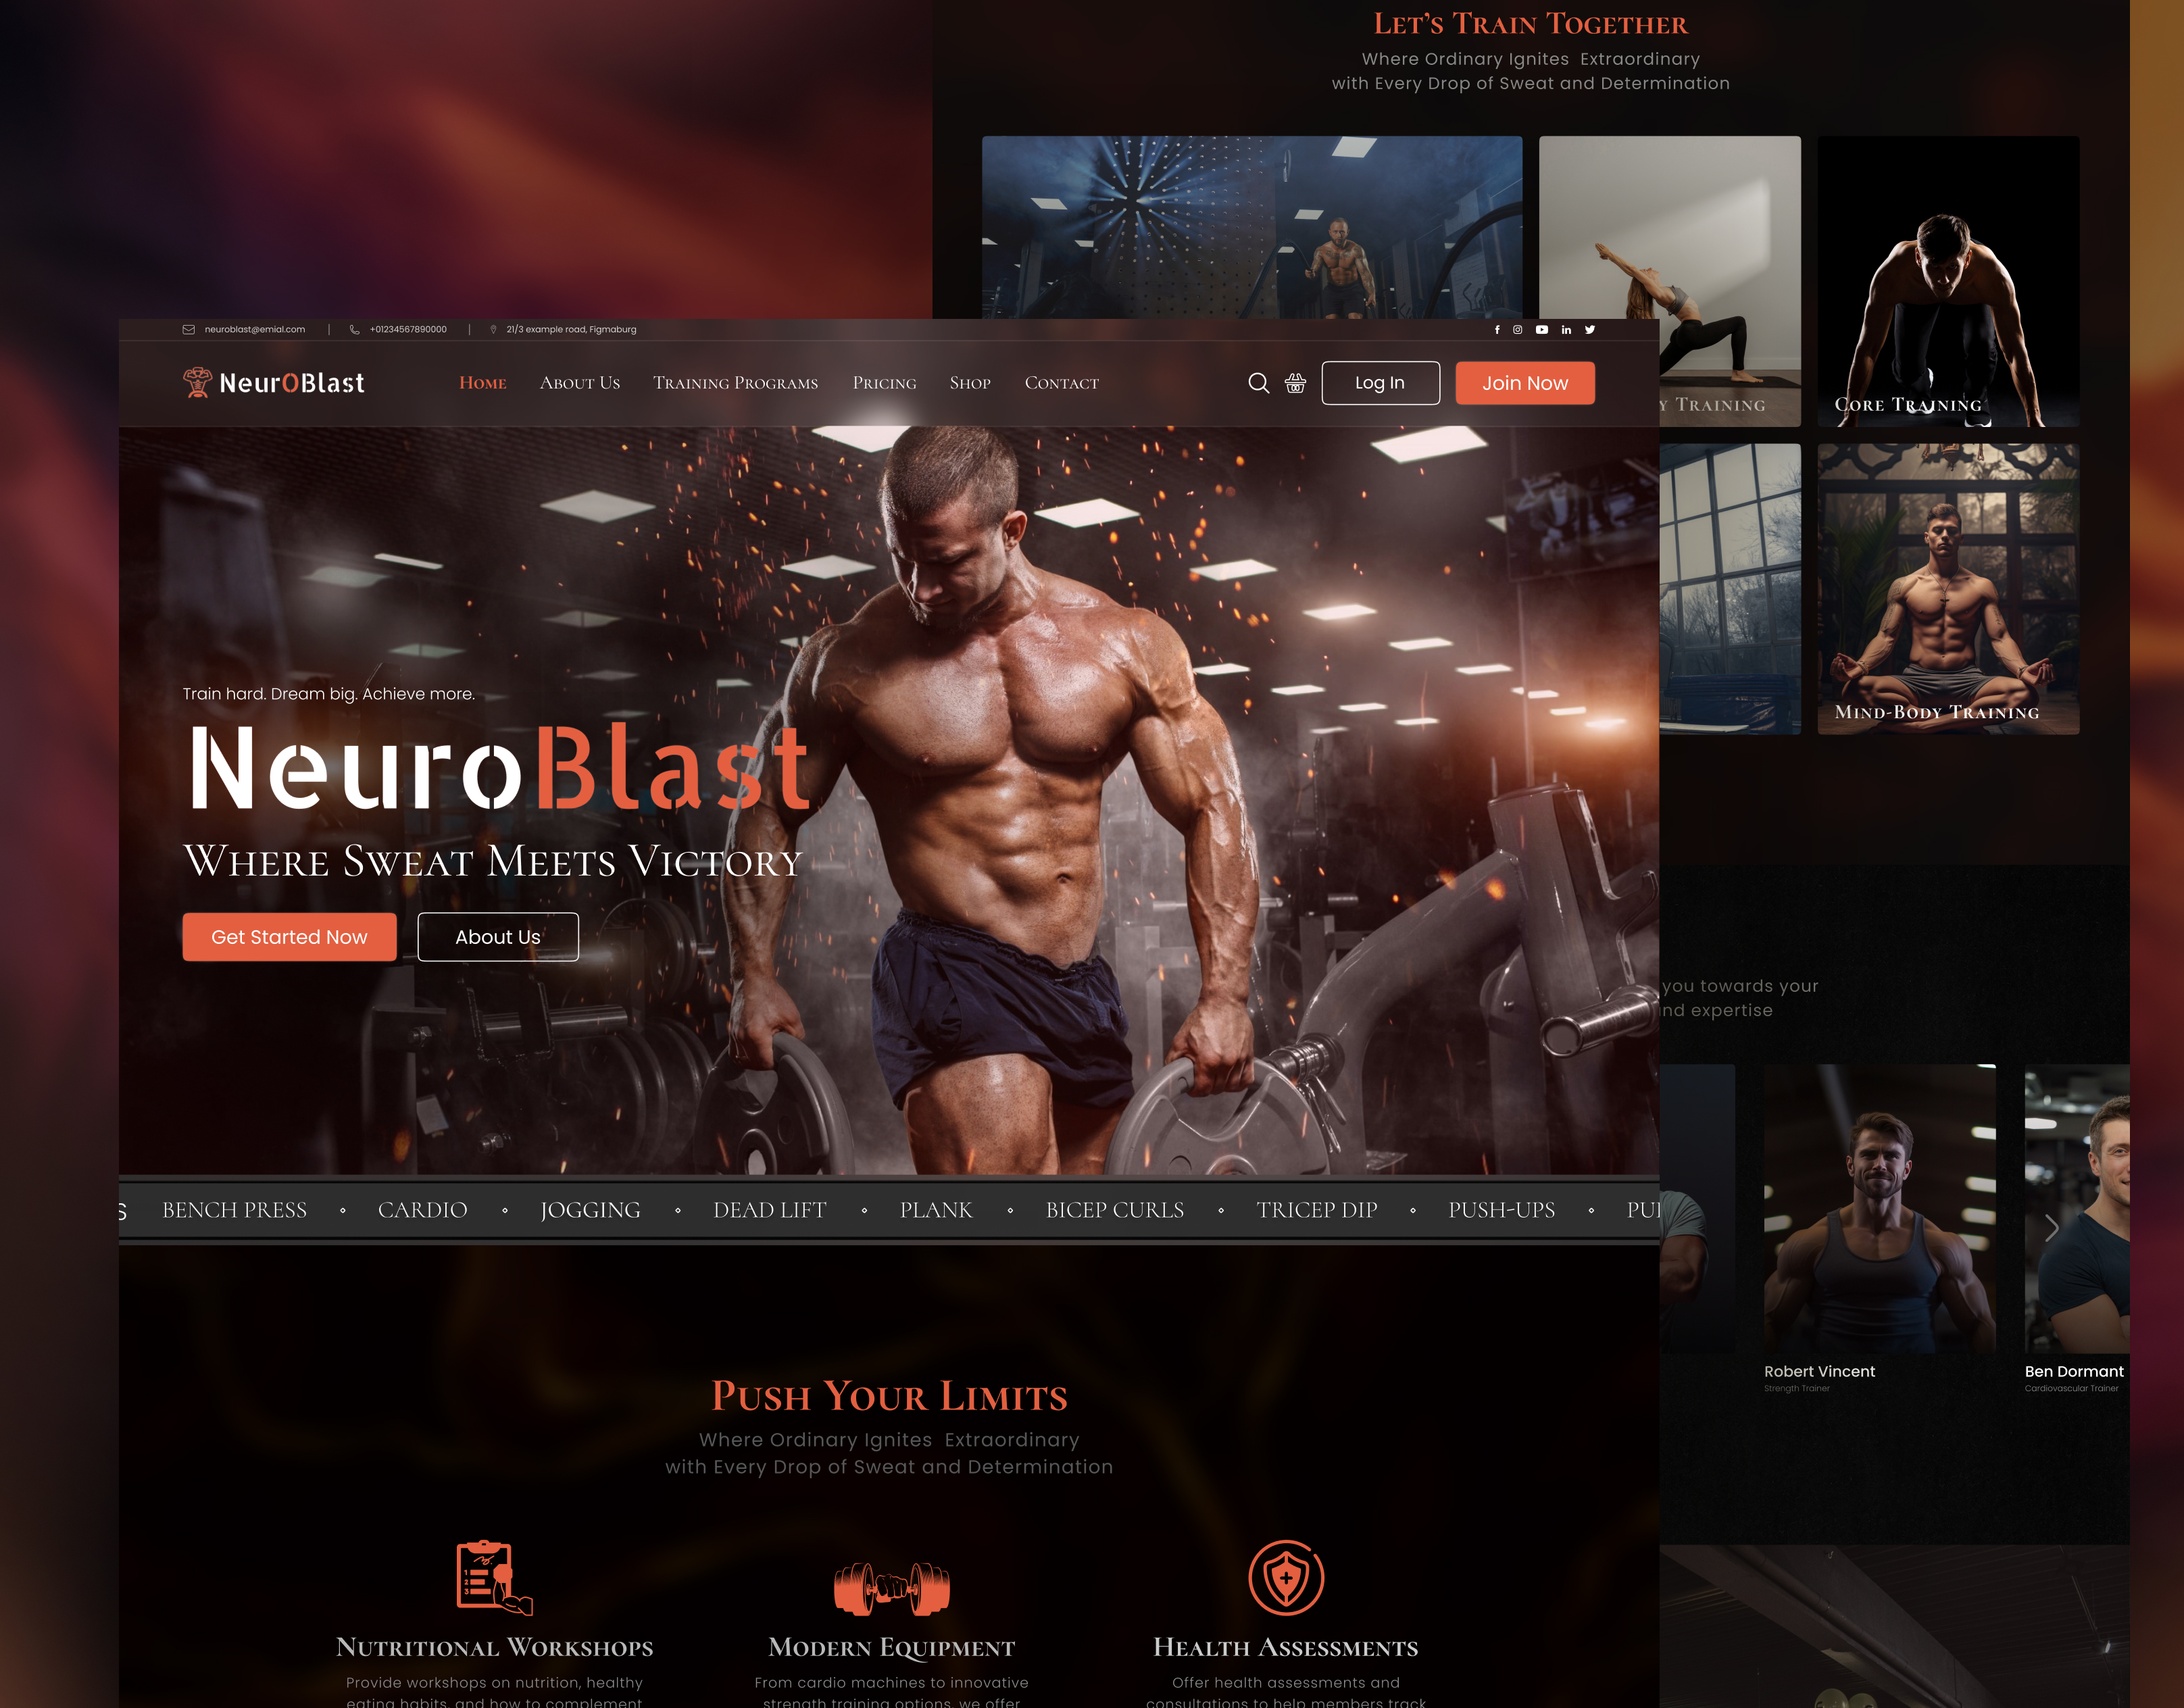 Let's Train Together
Where Ordinary Ignites Extraordinary
with Every Drop of Sweat and Determination
neuroblast@emial.com
+01234567890000
21/3 example road, Figmaburg
NeurOBlast
Home
About Us
Training Programs
Pricing
Shop
Contact
Log In
Join Now
Y Training
Core Training
Mind-Body Training
Train hard. Dream big. Achieve more.
NeuroBlast
Where Sweat Meets Victory
Get Started Now
About Us
you towards your
nd expertise
S BENCH PRESS CARDIO JOGGING DEAD LIFT PLANK BICEP CURLS TRICEP DIP PUSH-UPS PU
Robert Vincent
Strength Trainer
Ben Dormant
Cardiovascular Trainer
Push Your Limits
Where Ordinary Ignites Extraordinary
with Every Drop of Sweat and Determination
Nutritional Workshops
Provide workshops on nutrition, healthy
eating habits, and how to complement
Modern Equipment
From cardio machines to innovative
strength training options, we offer
Health Assessments
Offer health assessments and
consultations to help members track